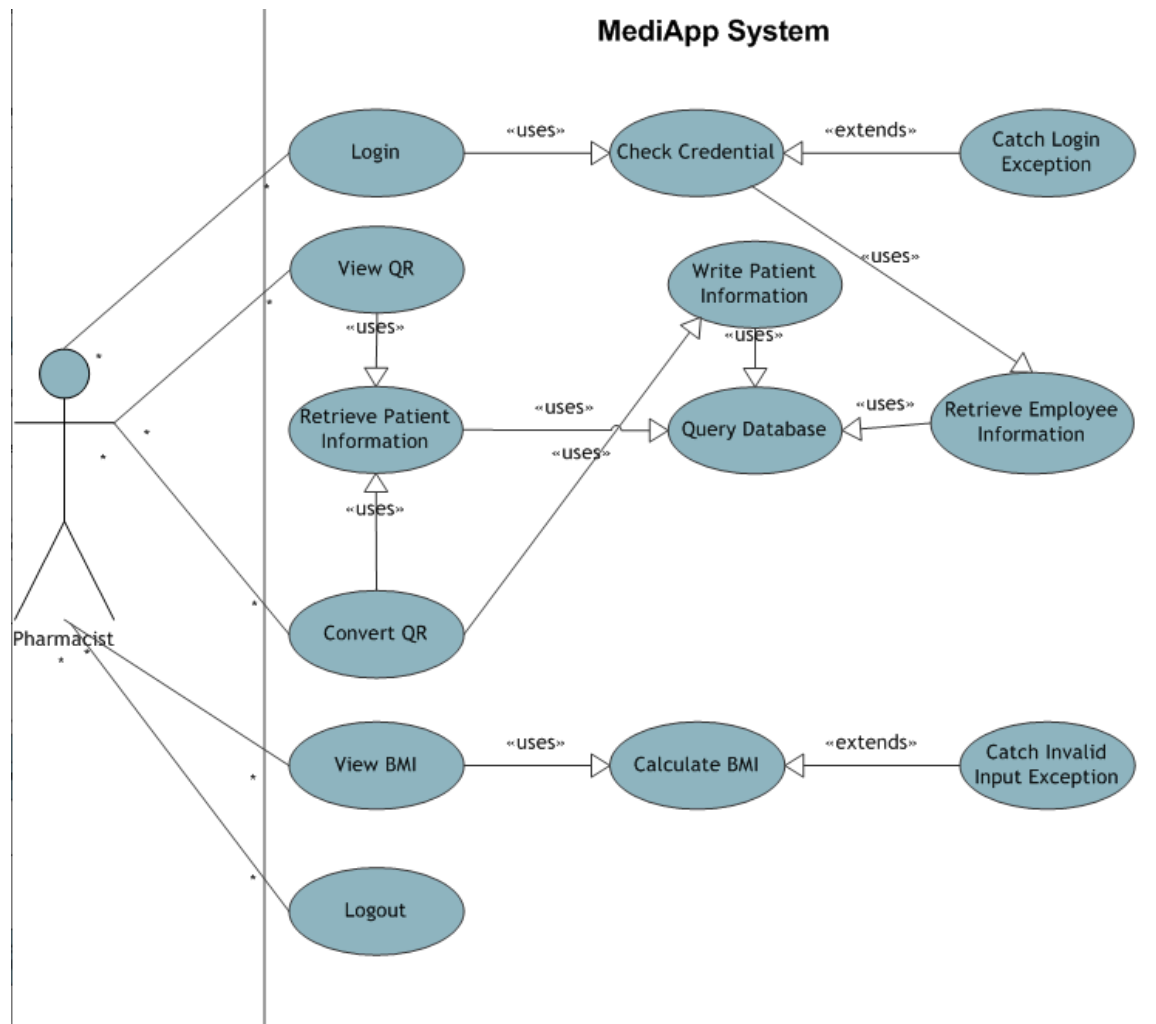 MediApp System
Login
«uses»
Check Credential
«extends»
Catch Login
Exception
*
View QR
*
«uses»
Write Patient
Information
«uses»
«uses»
*
Retrieve Patient
Information
«uses»
«uses»
Query Database
«uses»
Retrieve Employee
Information
*
*
«uses»
*
Convert QR
Pharmacist
*
*
View BMI
«uses»
Calculate BMI
«extends»
Catch Invalid
Input Exception
*
*
Logout